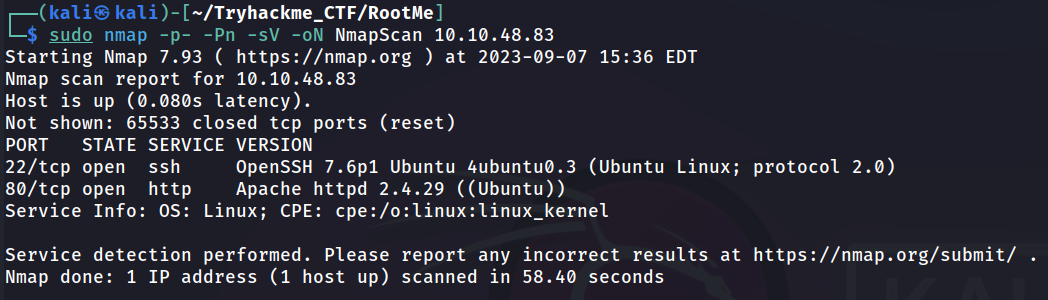 ┌──(kali㉿kali)-[~/Tryhackme_CTF/RootMe]
└─$ sudo nmap -p- -Pn -sV -oN NmapScan 10.10.48.83
Starting Nmap 7.93 ( https://nmap.org ) at 2023-09-07 15:36 EDT
Nmap scan report for 10.10.48.83
Host is up (0.080s latency).
Not shown: 65533 closed tcp ports (reset)
PORT   STATE SERVICE VERSION
22/tcp open  ssh     OpenSSH 7.6p1 Ubuntu 4ubuntu0.3 (Ubuntu Linux; protocol 2.0)
80/tcp open  http    Apache httpd 2.4.29 ((Ubuntu))
Service Info: OS: Linux; CPE: cpe:/o:linux:linux_kernel

Service detection performed. Please report any incorrect results at https://nmap.org/submit/ .
Nmap done: 1 IP address (1 host up) scanned in 58.40 seconds